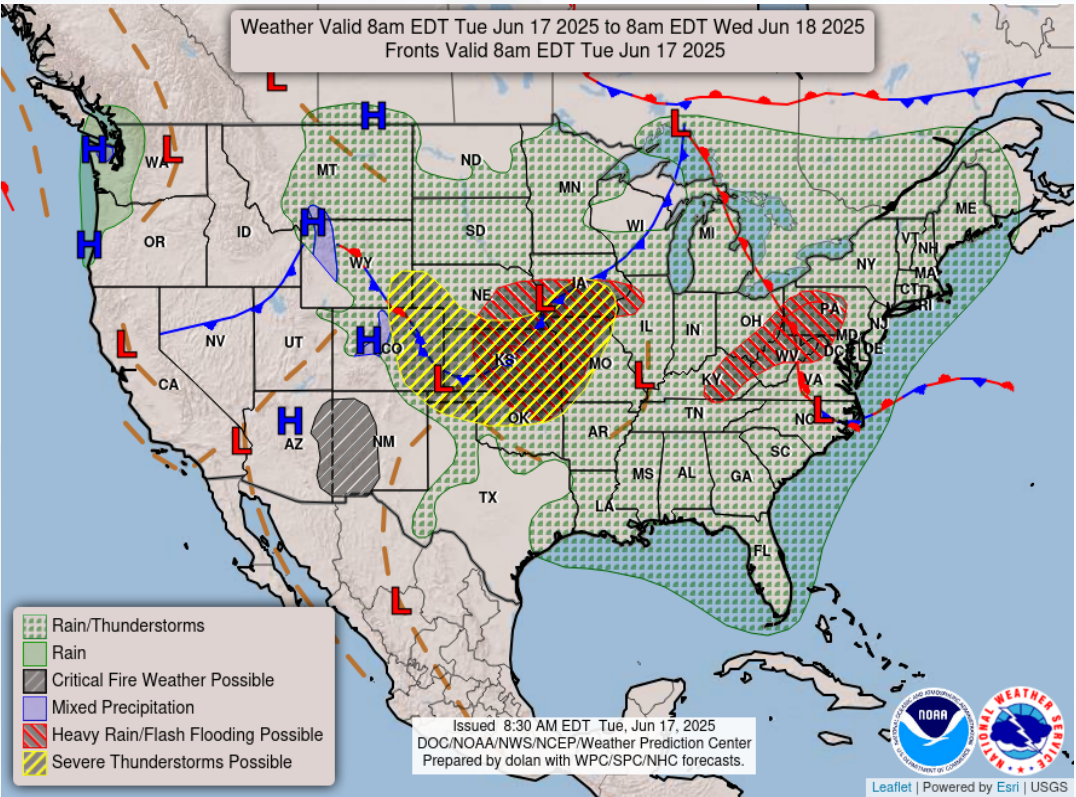 Weather Valid 8am EDT Tue Jun 17 2025 to 8am EDT Wed Jun 18 2025
Fronts Valid 8am EDT Tue Jun 17 2025
L
H
L
H
L
WA
MT
ND
MN
ME
H
H
OR
ID
SD
WI
MI
VT
NH
NY
MA
CT
RI
WY
NE
IA
L
PA
NJ
OH
MD
DE
DC
IL
IN
WV
NV
UT
H
CO
KS
MO
KY
VA
L
CA
L
L
L
NC
H
AZ
NM
OK
AR
TN
SC
L
MS
AL
GA
TX
LA
FL
L
Rain/Thunderstorms
Rain
Critical Fire Weather Possible
Mixed Precipitation
Heavy Rain/Flash Flooding Possible
Severe Thunderstorms Possible
Issued 8:30 AM EDT Tue, Jun 17, 2025
DOC/NOAA/NWS/NCEP/Weather Prediction Center
Prepared by dolan with WPC/SPC/NHC forecasts.
NOAA
NATIONAL WEATHER SERVICE
Leaflet | Powered by Esri | USGS